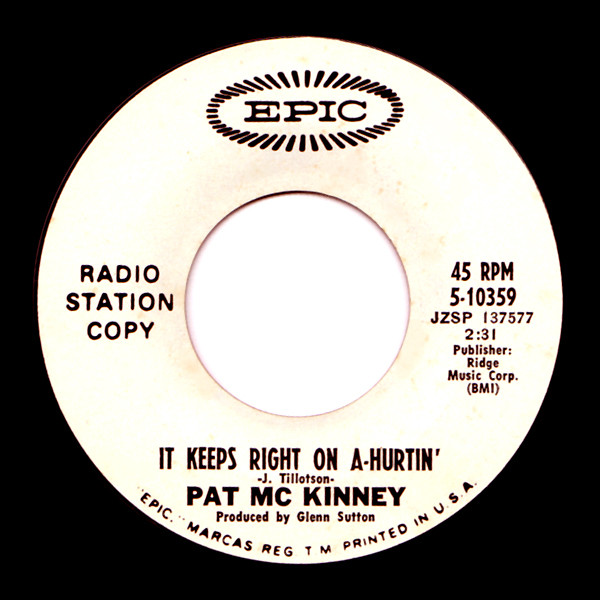 EPIC
RADIO
STATION
COPY
45 RPM
5-10359
JZSP 137577
2:31
Publisher:
Ridge
Music Corp.
(BMI)
IT KEEPS RIGHT ON A-HURTIN'
-J. Tillotson-
PAT MC KINNEY
Produced by Glenn Sutton
"EPIC," MARCAS REG T M PRINTED IN U.S.A.